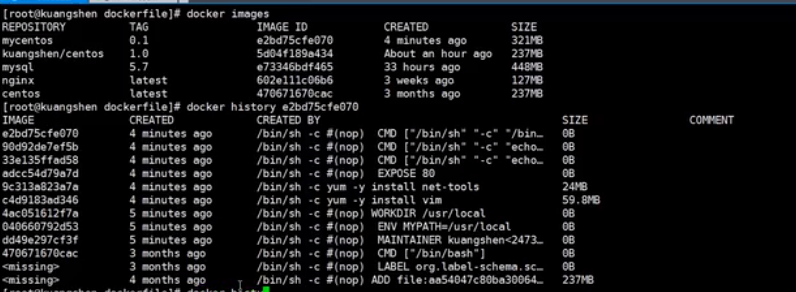 [root@kuangshen dockerfile]# docker images
REPOSITORY TAG IMAGE ID CREATED SIZE
mycentos 0.1 e2bd75cfe070 4 minutes ago 321MB
kuangshen/centos 1.0 5d04f189a434 About an hour ago 237MB
mysql 5.7 e73346bdf465 33 hours ago 448MB
nginx latest 602e111c06b6 3 weeks ago 127MB
centos latest 470671670cac 3 months ago 237MB
[root@kuangshen dockerfile]# docker history e2bd75cfe070
IMAGE CREATED CREATED BY SIZE COMMENT
e2bd75cfe070 4 minutes ago /bin/sh -c #(nop) CMD ["/bin/sh" "-c" "/bin… 0B
90d92de7ef5b 4 minutes ago /bin/sh -c #(nop) CMD ["/bin/sh" "-c" "echo… 0B
33e135ffad58 4 minutes ago /bin/sh -c #(nop) CMD ["/bin/sh" "-c" "echo… 0B
adcc54d79a7d 4 minutes ago /bin/sh -c #(nop) EXPOSE 80 0B
9c313a823a7a 4 minutes ago /bin/sh -c yum -y install net-tools 24MB
c4d9183ad346 4 minutes ago /bin/sh -c yum -y install vim 59.8MB
4ac051612f7a 5 minutes ago /bin/sh -c #(nop) WORKDIR /usr/local 0B
040660792d53 5 minutes ago /bin/sh -c #(nop) ENV MYPATH=/usr/local 0B
dd49e297cf3f 5 minutes ago /bin/sh -c #(nop) MAINTAINER kuangshen<2473… 0B
470671670cac 3 months ago /bin/sh -c #(nop) CMD ["/bin/bash"] 0B
<missing> 3 months ago /bin/sh -c #(nop) LABEL org.label-schema.sc… 0B
<missing> 4 months ago /bin/sh -c #(nop) ADD file:aa54047c80ba30064… 237MB
[root@kuangshen dockerfile]# docker histo